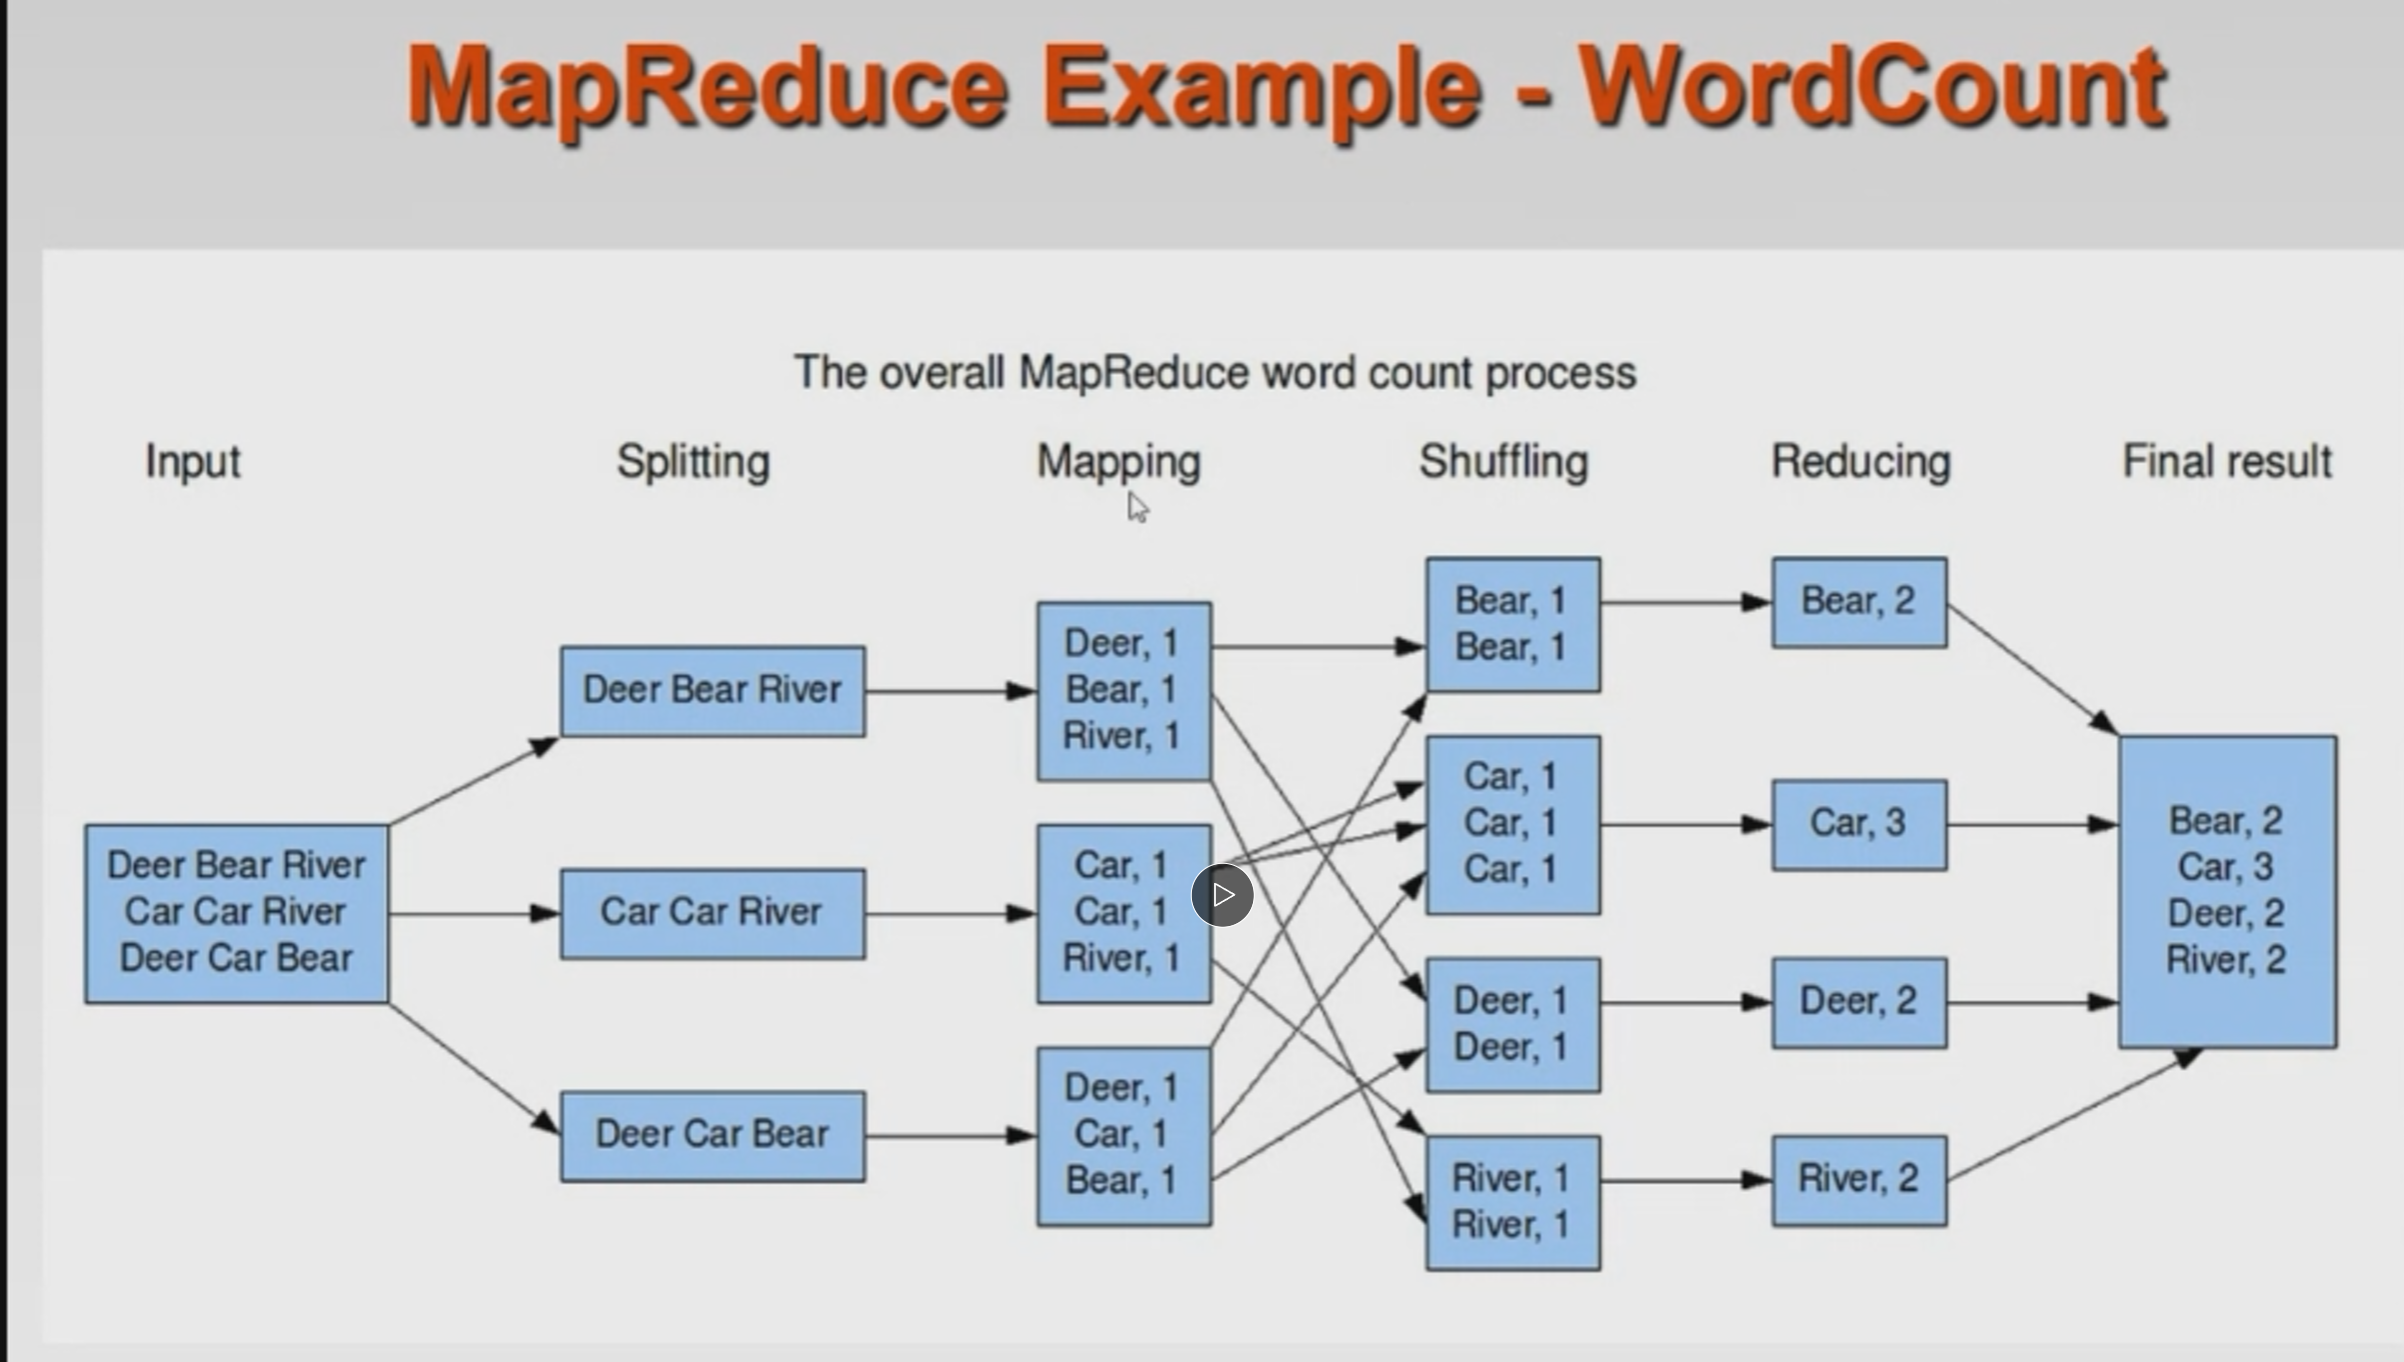 MapReduce Example - WordCount
The overall MapReduce word count process
Input
Splitting
Mapping
Shuffling
Reducing
Final result
Deer Bear River
Car Car River
Deer Car Bear
Deer Bear River
Car Car River
Deer Car Bear
Deer, 1
Bear, 1
River, 1
Car, 1
Car, 1
River, 1
Deer, 1
Car, 1
Bear, 1
Bear, 1
Bear, 1
Car, 1
Car, 1
Car, 1
Deer, 1
Deer, 1
River, 1
River, 1
Bear, 2
Car, 3
Deer, 2
River, 2
Bear, 2
Car, 3
Deer, 2
River, 2